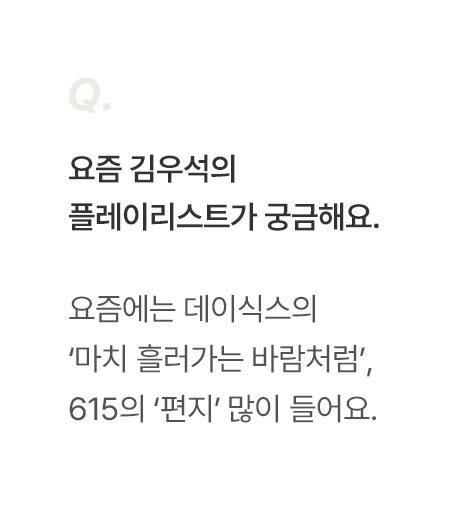 Q.
요즘 김우석의
플레이리스트가 궁금해요.
요즘에는 데이식스의
‘마치 흘러가는 바람처럼’,
615의 ‘편지’ 많이 들어요.